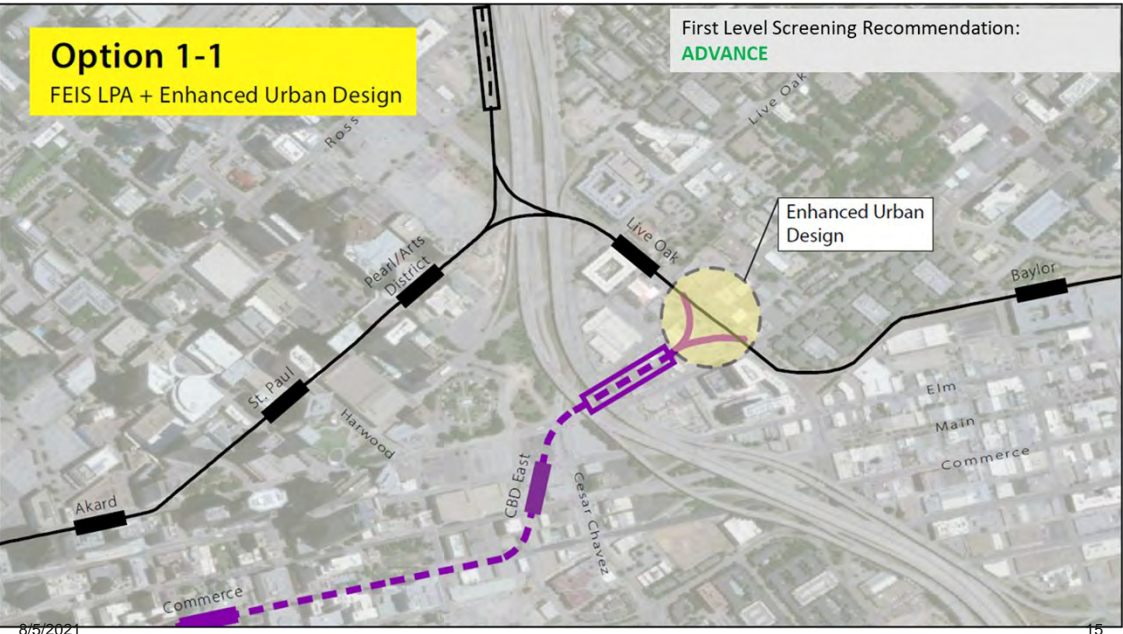 Option 1-1
FEIS LPA + Enhanced Urban Design
First Level Screening Recommendation:
ADVANCE
Ross
Live Oak
Enhanced Urban
Design
Live Oak
Pearl/Arts
District
Baylor
St. Paul
Harwood
Elm
Main
Commerce
CBD East
Cesar Chavez
Akard
Commerce
8/5/2021
15